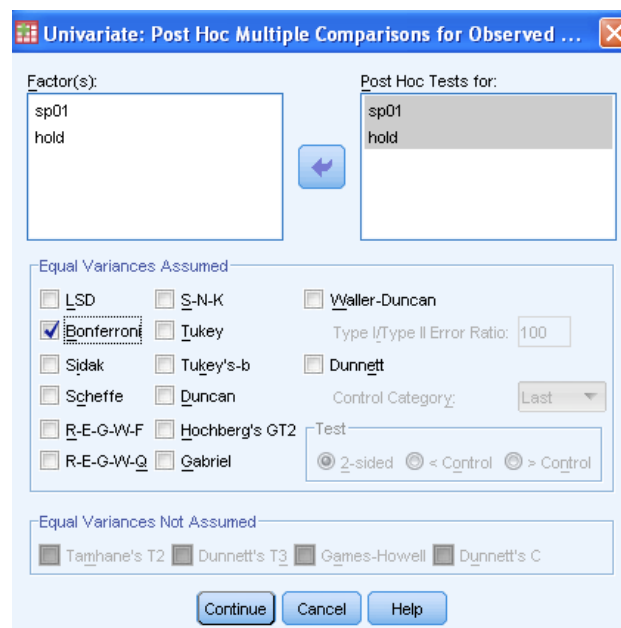 Univariate: Post Hoc Multiple Comparisons for Observed ...
Factor(s):
sp01
hold
Post Hoc Tests for:
sp01
hold
Equal Variances Assumed
LSD
S-N-K
Waller-Duncan
Bonferroni
Tukey
Type I/Type II Error Ratio: 100
Sidak
Tukey's-b
Dunnett
Scheffe
Duncan
Control Category: Last
R-E-G-W-F
Hochberg's GT2
Test
R-E-G-W-Q
Gabriel
2-sided
< Control
> Control
Equal Variances Not Assumed
Tamhane's T2
Dunnett's T3
Games-Howell
Dunnett's C
Continue
Cancel
Help